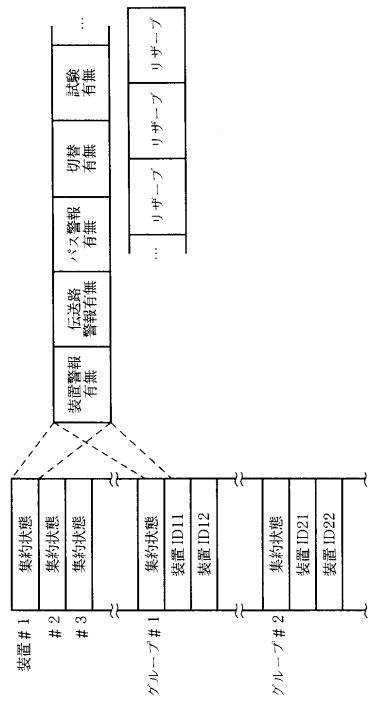 装置＃1
集約状態
＃2
集約状態
＃3
集約状態
グループ＃1
集約状態
装置ID11
装置ID12
グループ＃2
集約状態
装置ID21
装置ID22
装置警報
有無
伝送路
警報有無
パス警報
有無
切替
有無
試験
有無
…
…
リザーブ
リザーブ
リザーブ